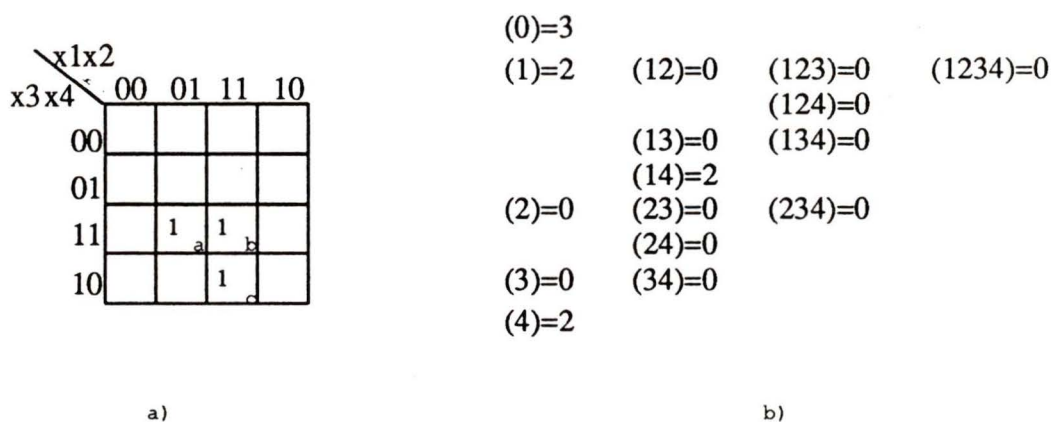 x1x2
x3x4 00 01 11 10
00
01
11 1 a 1 b
10 1 c
a)
(0)=3
(1)=2 (12)=0 (123)=0 (1234)=0
(124)=0
(13)=0 (134)=0
(14)=2
(2)=0 (23)=0 (234)=0
(24)=0
(3)=0 (34)=0
(4)=2
b)